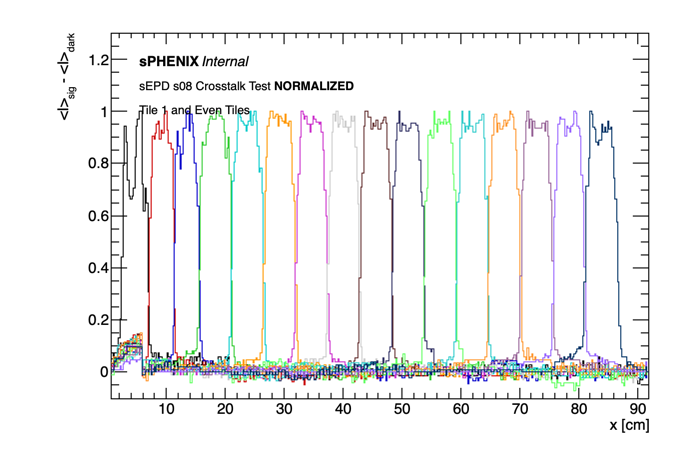 <I>sig - <I>dark
sPHENIX Internal
sEPD s08 Crosstalk Test NORMALIZED
Tile 1 and Even Tiles
1.2
1
0.8
0.6
0.4
0.2
0
10 20 30 40 50 60 70 80 90
x [cm]